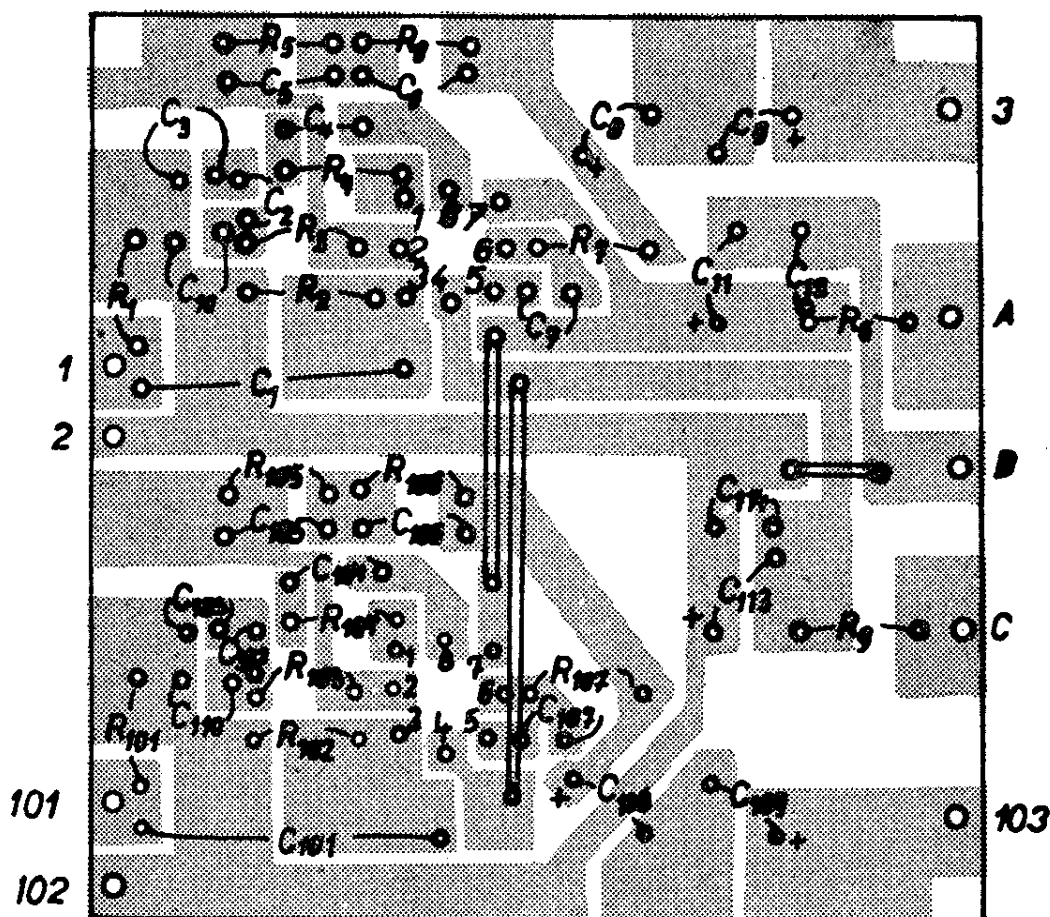 R5 R6
C5 C6
C3 C4 C8 C9 + 3
+
R4
C2 1 8 7
R3 2 6 R7
3 4 5 C11 C12
R1 C10 R2 C7 + R8 A
1 C1
2
R105 R106 B
C105 C106 C114
C104
C103 C113
C102 R104 + R9 C
1 8 7
R103 2 6 R107
C110 3 4 5 C107
R101 R102
101 + C108 C109 103
C101 +
102